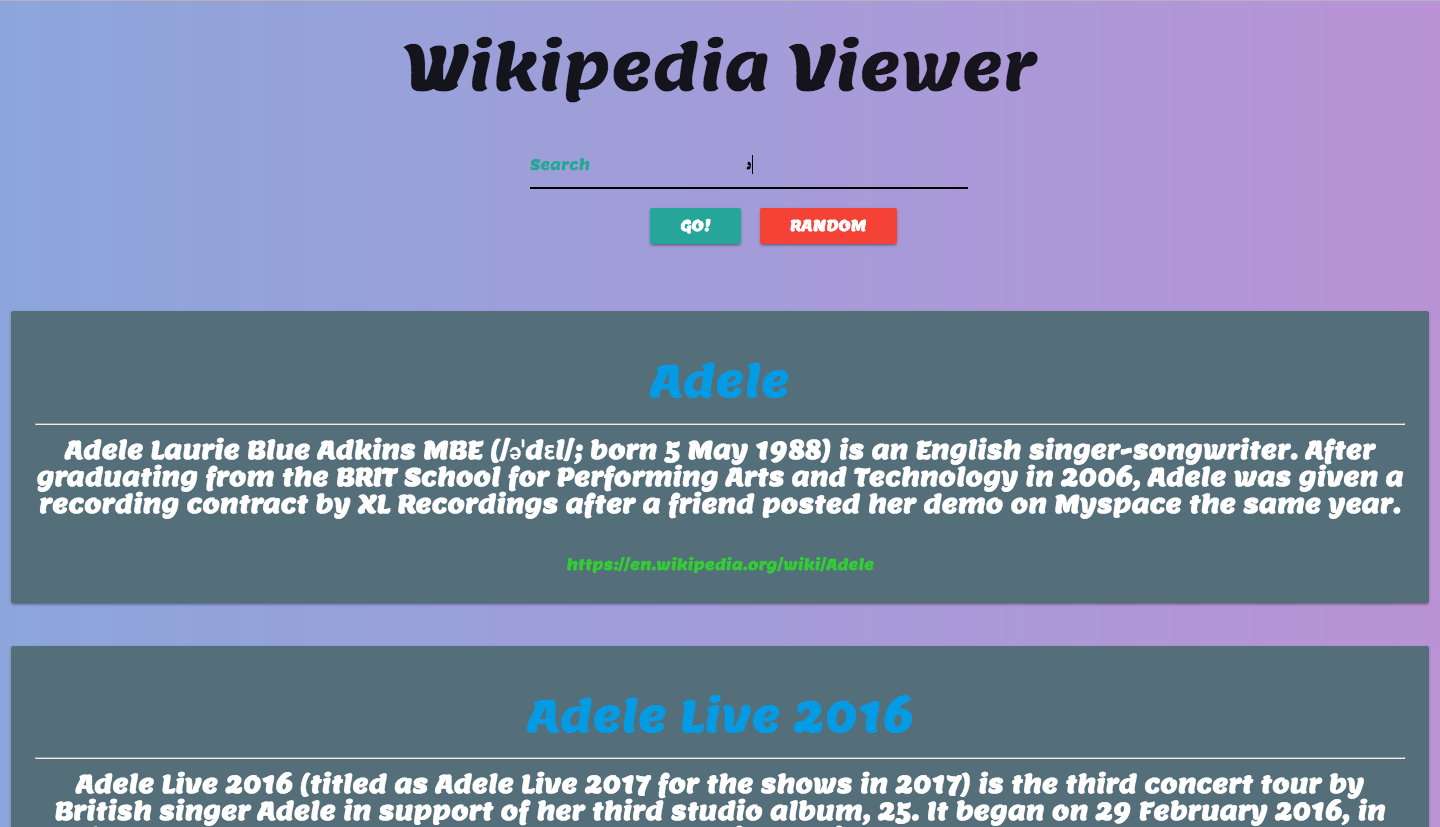 Wikipedia Viewer
Search
GO!
RANDOM
Adele
Adele Laurie Blue Adkins MBE (/əˈdɛl/; born 5 May 1988) is an English singer-songwriter. After
graduating from the BRIT School for Performing Arts and Technology in 2006, Adele was given a
recording contract by XL Recordings after a friend posted her demo on Myspace the same year.
https://en.wikipedia.org/wiki/Adele
Adele Live 2016
Adele Live 2016 (titled as Adele Live 2017 for the shows in 2017) is the third concert tour by
British singer Adele in support of her third studio album, 25. It began on 29 February 2016, in